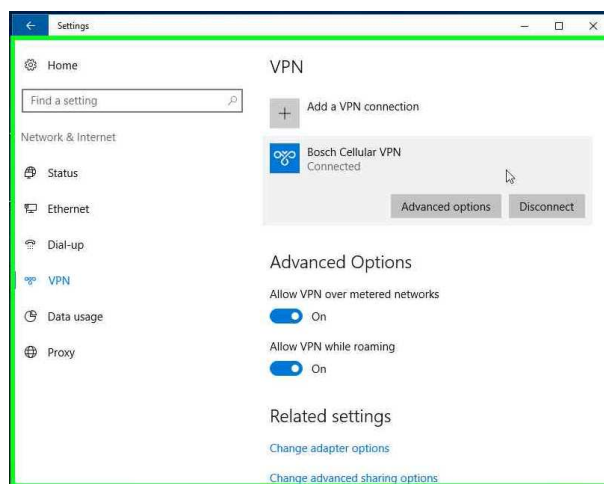 Settings
Home
Find a setting
Network & Internet
Status
Ethernet
Dial-up
VPN
Data usage
Proxy
VPN
Add a VPN connection
Bosch Cellular VPN
Connected
Advanced options
Disconnect
Advanced Options
Allow VPN over metered networks
On
Allow VPN while roaming
On
Related settings
Change adapter options
Change advanced sharing options